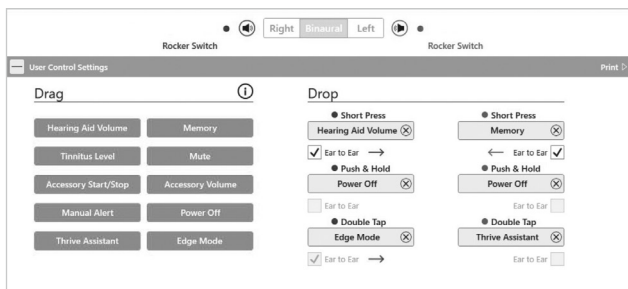 Right Binaural Left
Rocker Switch Rocker Switch
User Control Settings Print
Drag Drop
Short Press Short Press
Hearing Aid Volume Memory Hearing Aid Volume Memory
Ear to Ear Ear to Ear
Tinnitus Level Mute
Push & Hold Push & Hold
Accessory Start/Stop Accessory Volume Power Off Power Off
Manual Alert Power Off Ear to Ear Ear to Ear
Double Tap Double Tap
Thrive Assistant Edge Mode Edge Mode Thrive Assistant
Ear to Ear Ear to Ear